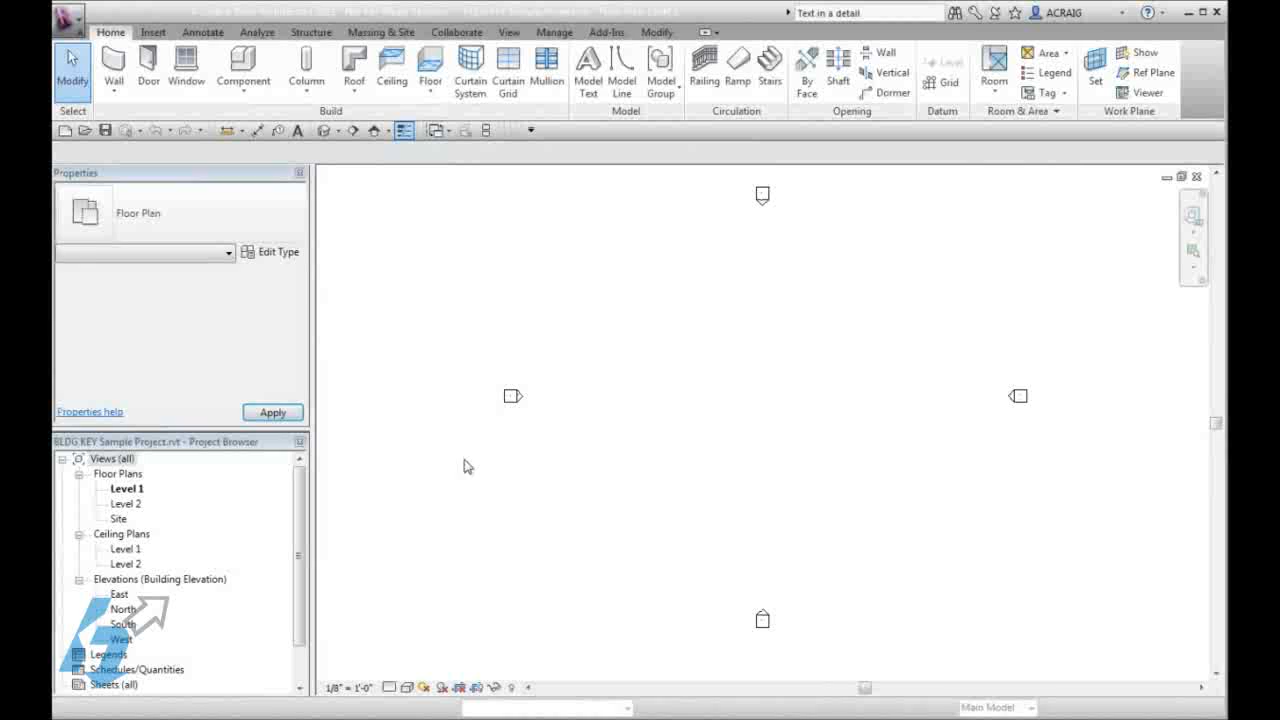 Text in a detail
ACRAIG
Home Insert Annotate Analyze Structure Massing & Site Collaborate View Manage Add-Ins Modify
Modify Wall Door Window Component Column Roof Ceiling Floor Curtain System Curtain Grid Mullion Model Text Model Line Model Group Railing Ramp Stairs By Face Shaft Wall Vertical Dormer Level Grid Room Area Legend Tag Set Show Ref Plane Viewer
Select Build Model Circulation Opening Datum Room & Area Work Plane
Properties
Floor Plan
Edit Type
Properties help
Apply
BLDG KEY Sample Project.rvt - Project Browser
Views (all)
Floor Plans
Level 1
Level 2
Site
Ceiling Plans
Level 1
Level 2
Elevations (Building Elevation)
East
North
South
West
Legends
Schedules/Quantities
Sheets (all)
1/8" = 1'-0"
Main Model